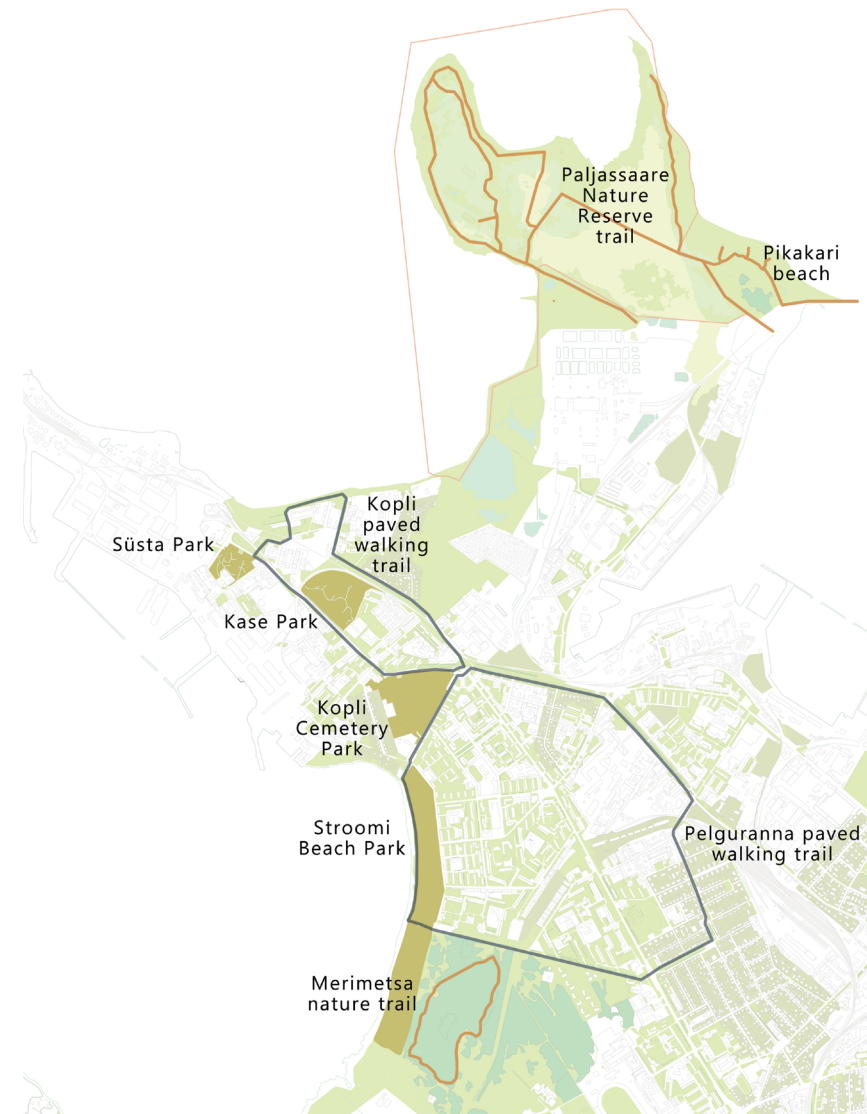 Paljassaare
Nature
Reserve
trail
Pikakari
beach
Kopli
paved
walking
trail
Süsta Park
Kase Park
Kopli
Cemetery
Park
Stroomi
Beach Park
Pelguranna paved
walking trail
Merimetsa
nature trail